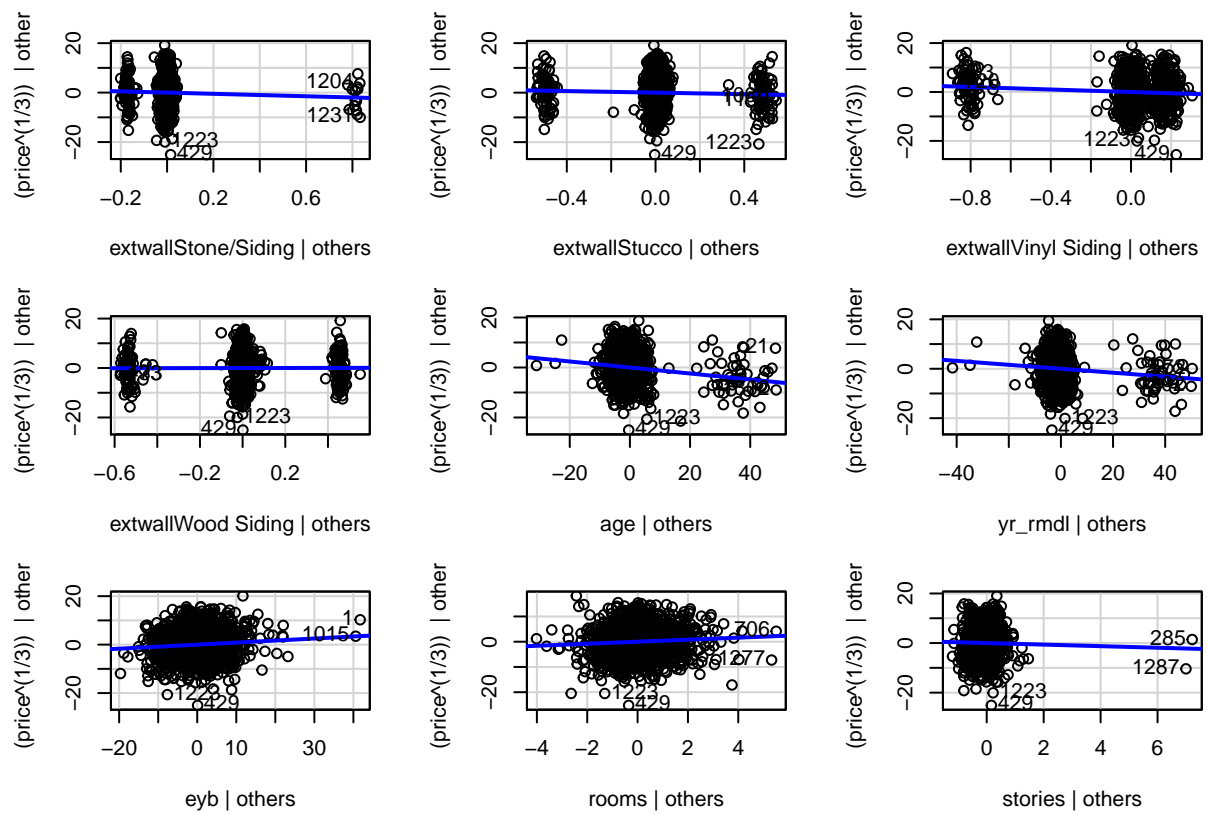 (price^(1/3)) | other
−20 0 20
1204
1231
1223
429
−0.2 0.2 0.6
extwallStone/Siding | others
(price^(1/3)) | other
−20 0 20
1223
429
0.4 0.0 0.4
extwallStucco | others
(price^(1/3)) | other
−20 0 20
1223
429
−0.8 −0.4 0.0
extwallVinyl Siding | others
(price^(1/3)) | other
−20 0 20
1223
429
−0.6 −0.2 0.2
extwallWood Siding | others
(price^(1/3)) | other
−20 0 20
21
1223
429
−20 0 20 40
age | others
(price^(1/3)) | other
−20 0 20
1223
429
−40 0 20 40
yr_rmdl | others
(price^(1/3)) | other
−20 0 20
1
1015
1223
429
−20 0 10 30
eyb | others
(price^(1/3)) | other
−20 0
706
1277
1223
429
−4 −2 0 2 4
rooms | others
(price^(1/3)) | other
−20 0 20
285
1287
1223
429
0 2 4 6
stories | others